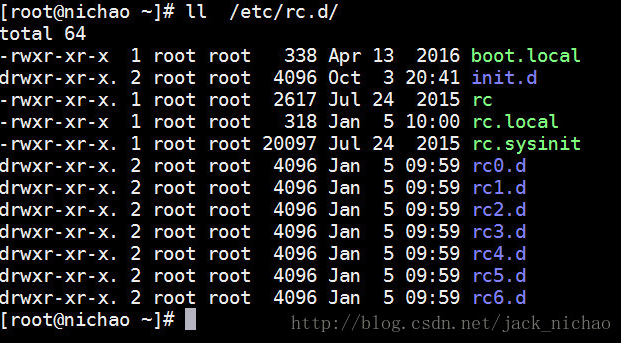 [root@nichao ~]# ll  /etc/rc.d/
total 64
-rwxr-xr-x  1 root root   338 Apr 13  2016 boot.local
drwxr-xr-x. 2 root root  4096 Oct  3 20:41 init.d
-rwxr-xr-x. 1 root root  2617 Jul 24  2015 rc
-rwxr-xr-x. 1 root root   318 Jan  5 10:00 rc.local
-rwxr-xr-x. 1 root root 20097 Jul 24  2015 rc.sysinit
drwxr-xr-x. 2 root root  4096 Jan  5 09:59 rc0.d
drwxr-xr-x. 2 root root  4096 Jan  5 09:59 rc1.d
drwxr-xr-x. 2 root root  4096 Jan  5 09:59 rc2.d
drwxr-xr-x. 2 root root  4096 Jan  5 09:59 rc3.d
drwxr-xr-x. 2 root root  4096 Jan  5 09:59 rc4.d
drwxr-xr-x. 2 root root  4096 Jan  5 09:59 rc5.d
drwxr-xr-x. 2 root root  4096 Jan  5 09:59 rc6.d
[root@nichao ~]#
http://blog.csdn.net/jack_nichao